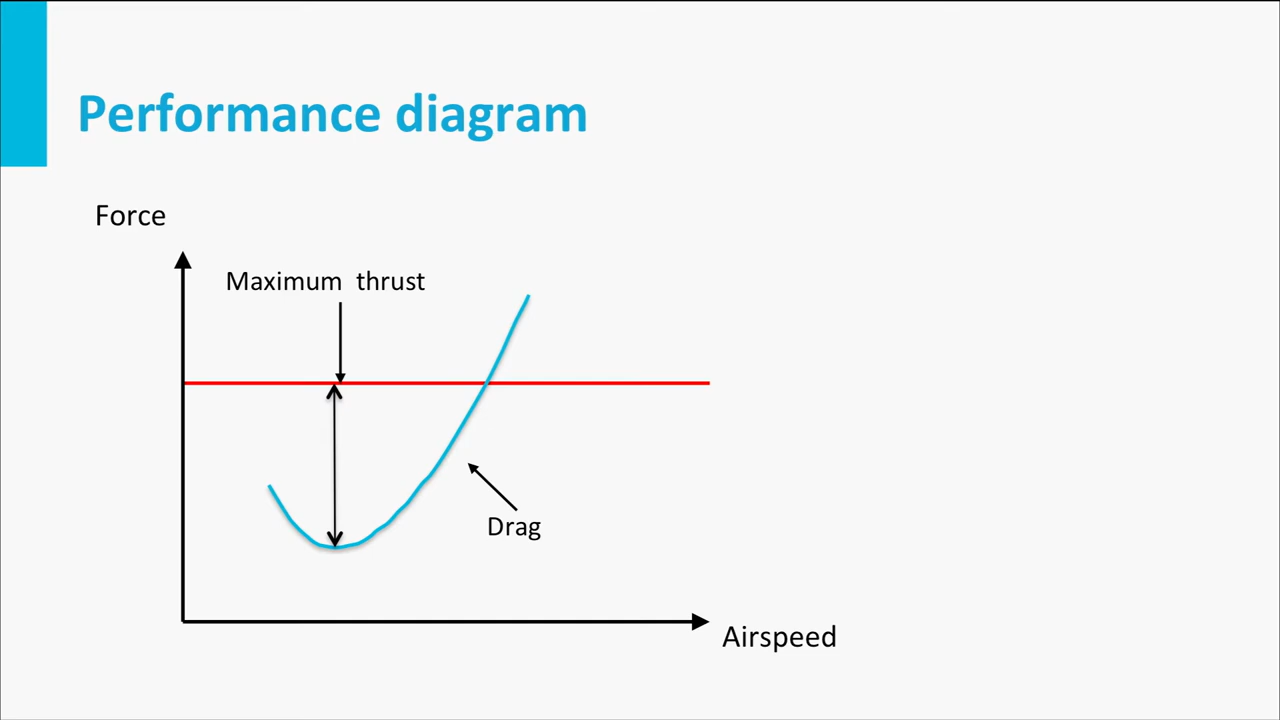 Performance diagram
Force
Maximum thrust
Drag
Airspeed